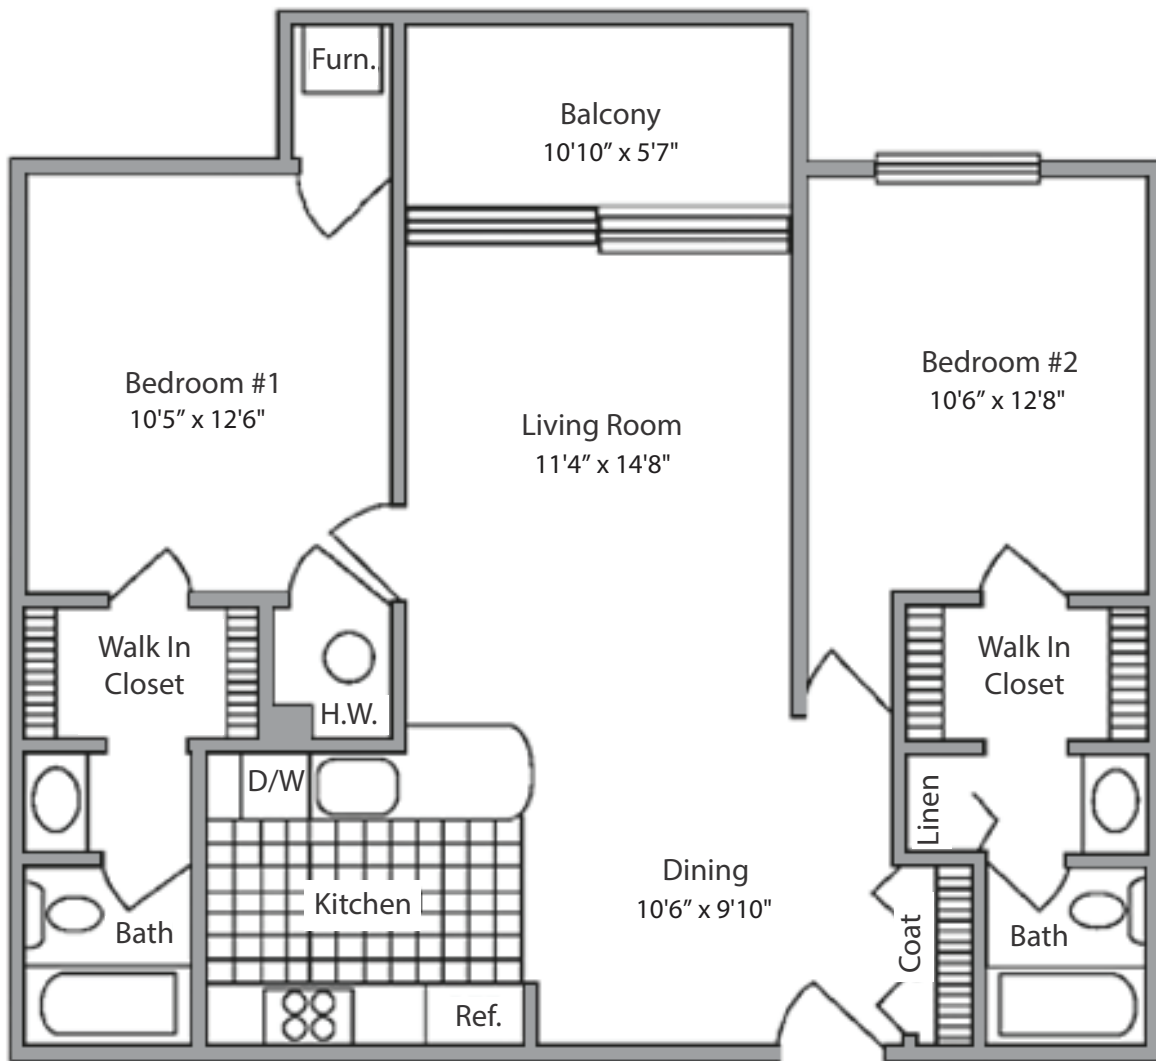 Furn.
Balcony
10'10” x 5'7"
Bedroom #1
10'5” x 12'6"
Living Room
11'4” x 14'8"
Bedroom #2
10'6” x 12'8"
Walk In
Closet
H.W.
Walk In
Closet
D/W
Linen
Kitchen
Dining
10'6” x 9'10"
Bath
Coat
Bath
Ref.